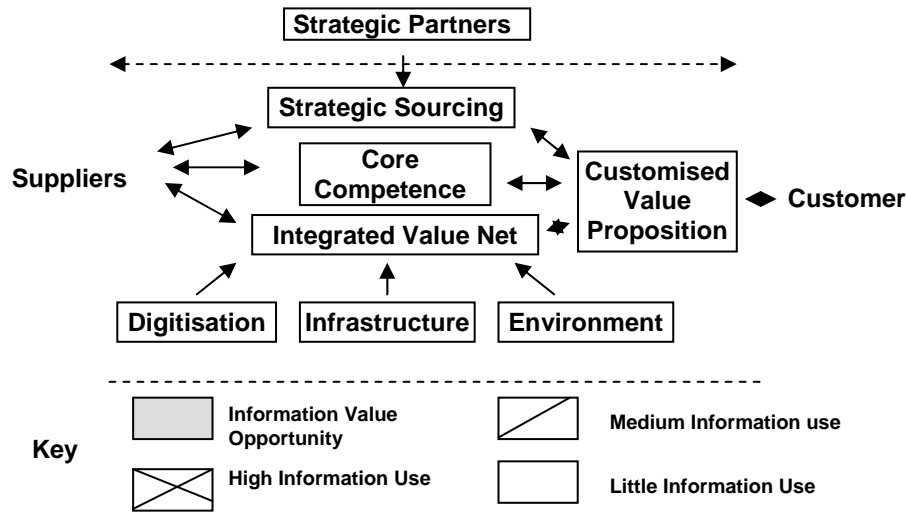 Strategic Partners
Strategic Sourcing
Core
Competence
Suppliers
Customised
Value
Proposition
Customer
Integrated Value Net
Digitisation
Infrastructure
Environment
Key
Information Value
Opportunity
Medium Information use
High Information Use
Little Information Use